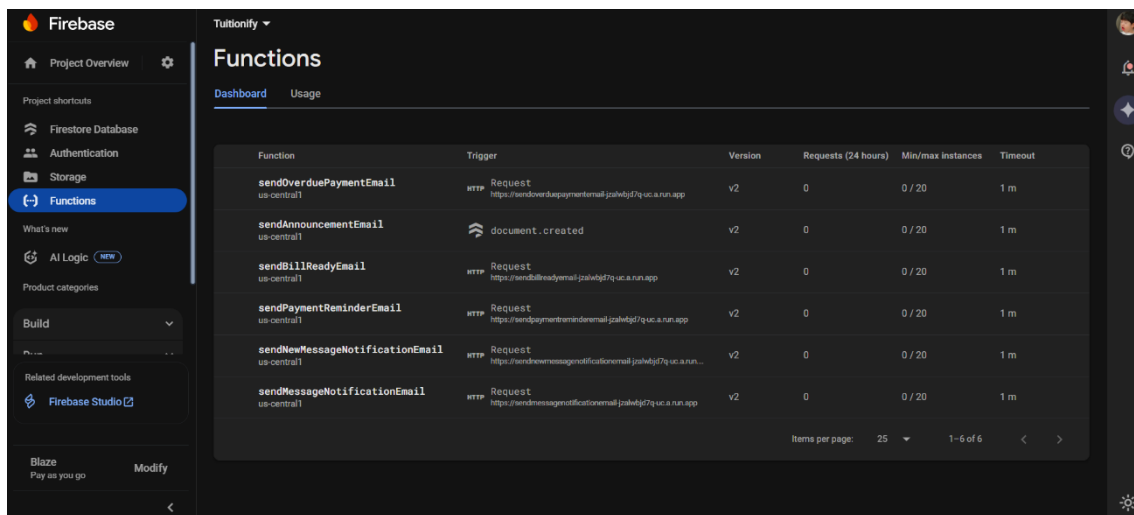 Firebase
Project Overview
Project shortcuts
Firestore Database
Authentication
Storage
Functions
What's new
AI Logic NEW
Product categories
Build
Related development tools
Firebase Studio
Blaze
Pay as you go
Modify
Tuitionify
Functions
Dashboard Usage
Function Trigger Version Requests (24 hours) Min/max instances Timeout
sendOverduePaymentEmail HTTP Request v2 0 0 / 20 1 m
us-central1 https://sendoverduepaymentemail-jzalwbjd7q-uc.a.run.app
sendAnnouncementEmail document.created v2 0 0 / 20 1 m
us-central1
sendBillReadyEmail HTTP Request v2 0 0 / 20 1 m
us-central1 https://sendbillreadyemail-jzalwbjd7q-uc.a.run.app
sendPaymentReminderEmail HTTP Request v2 0 0 / 20 1 m
us-central1 https://sendpaymentreminderemail-jzalwbjd7q-uc.a.run.app
sendNewMessageNotificationEmail HTTP Request v2 0 0 / 20 1 m
us-central1 https://sendnewmessagenotificationemail-jzalwbjd7q-uc.a.run...
sendMessageNotificationEmail HTTP Request v2 0 0 / 20 1 m
us-central1 https://sendmessagenotificationemail-jzalwbjd7q-uc.a.run.app
Items per page: 25 1–6 of 6